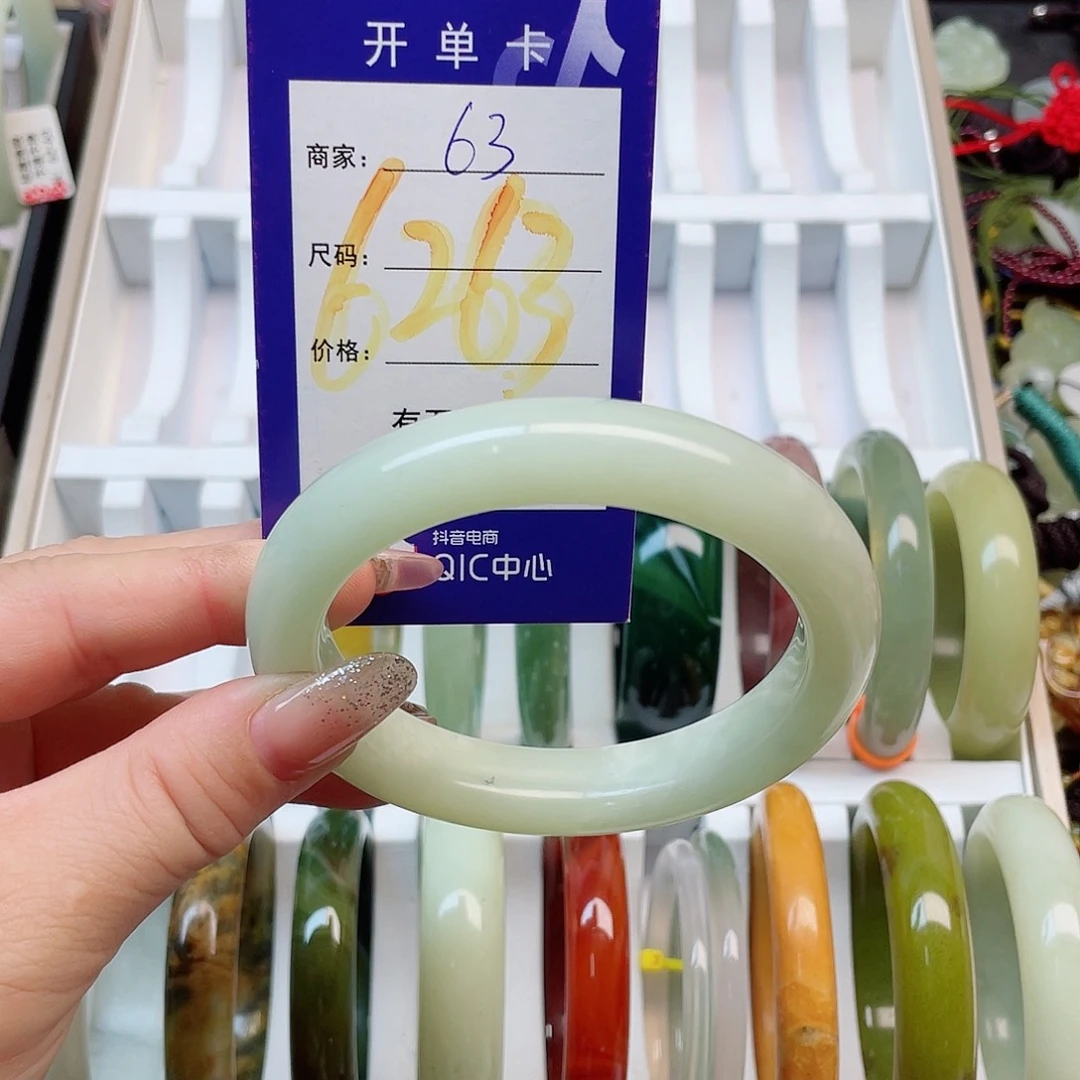 开单卡
商家： 63
6263
尺码：
价格：
抖音电商
QIC中心